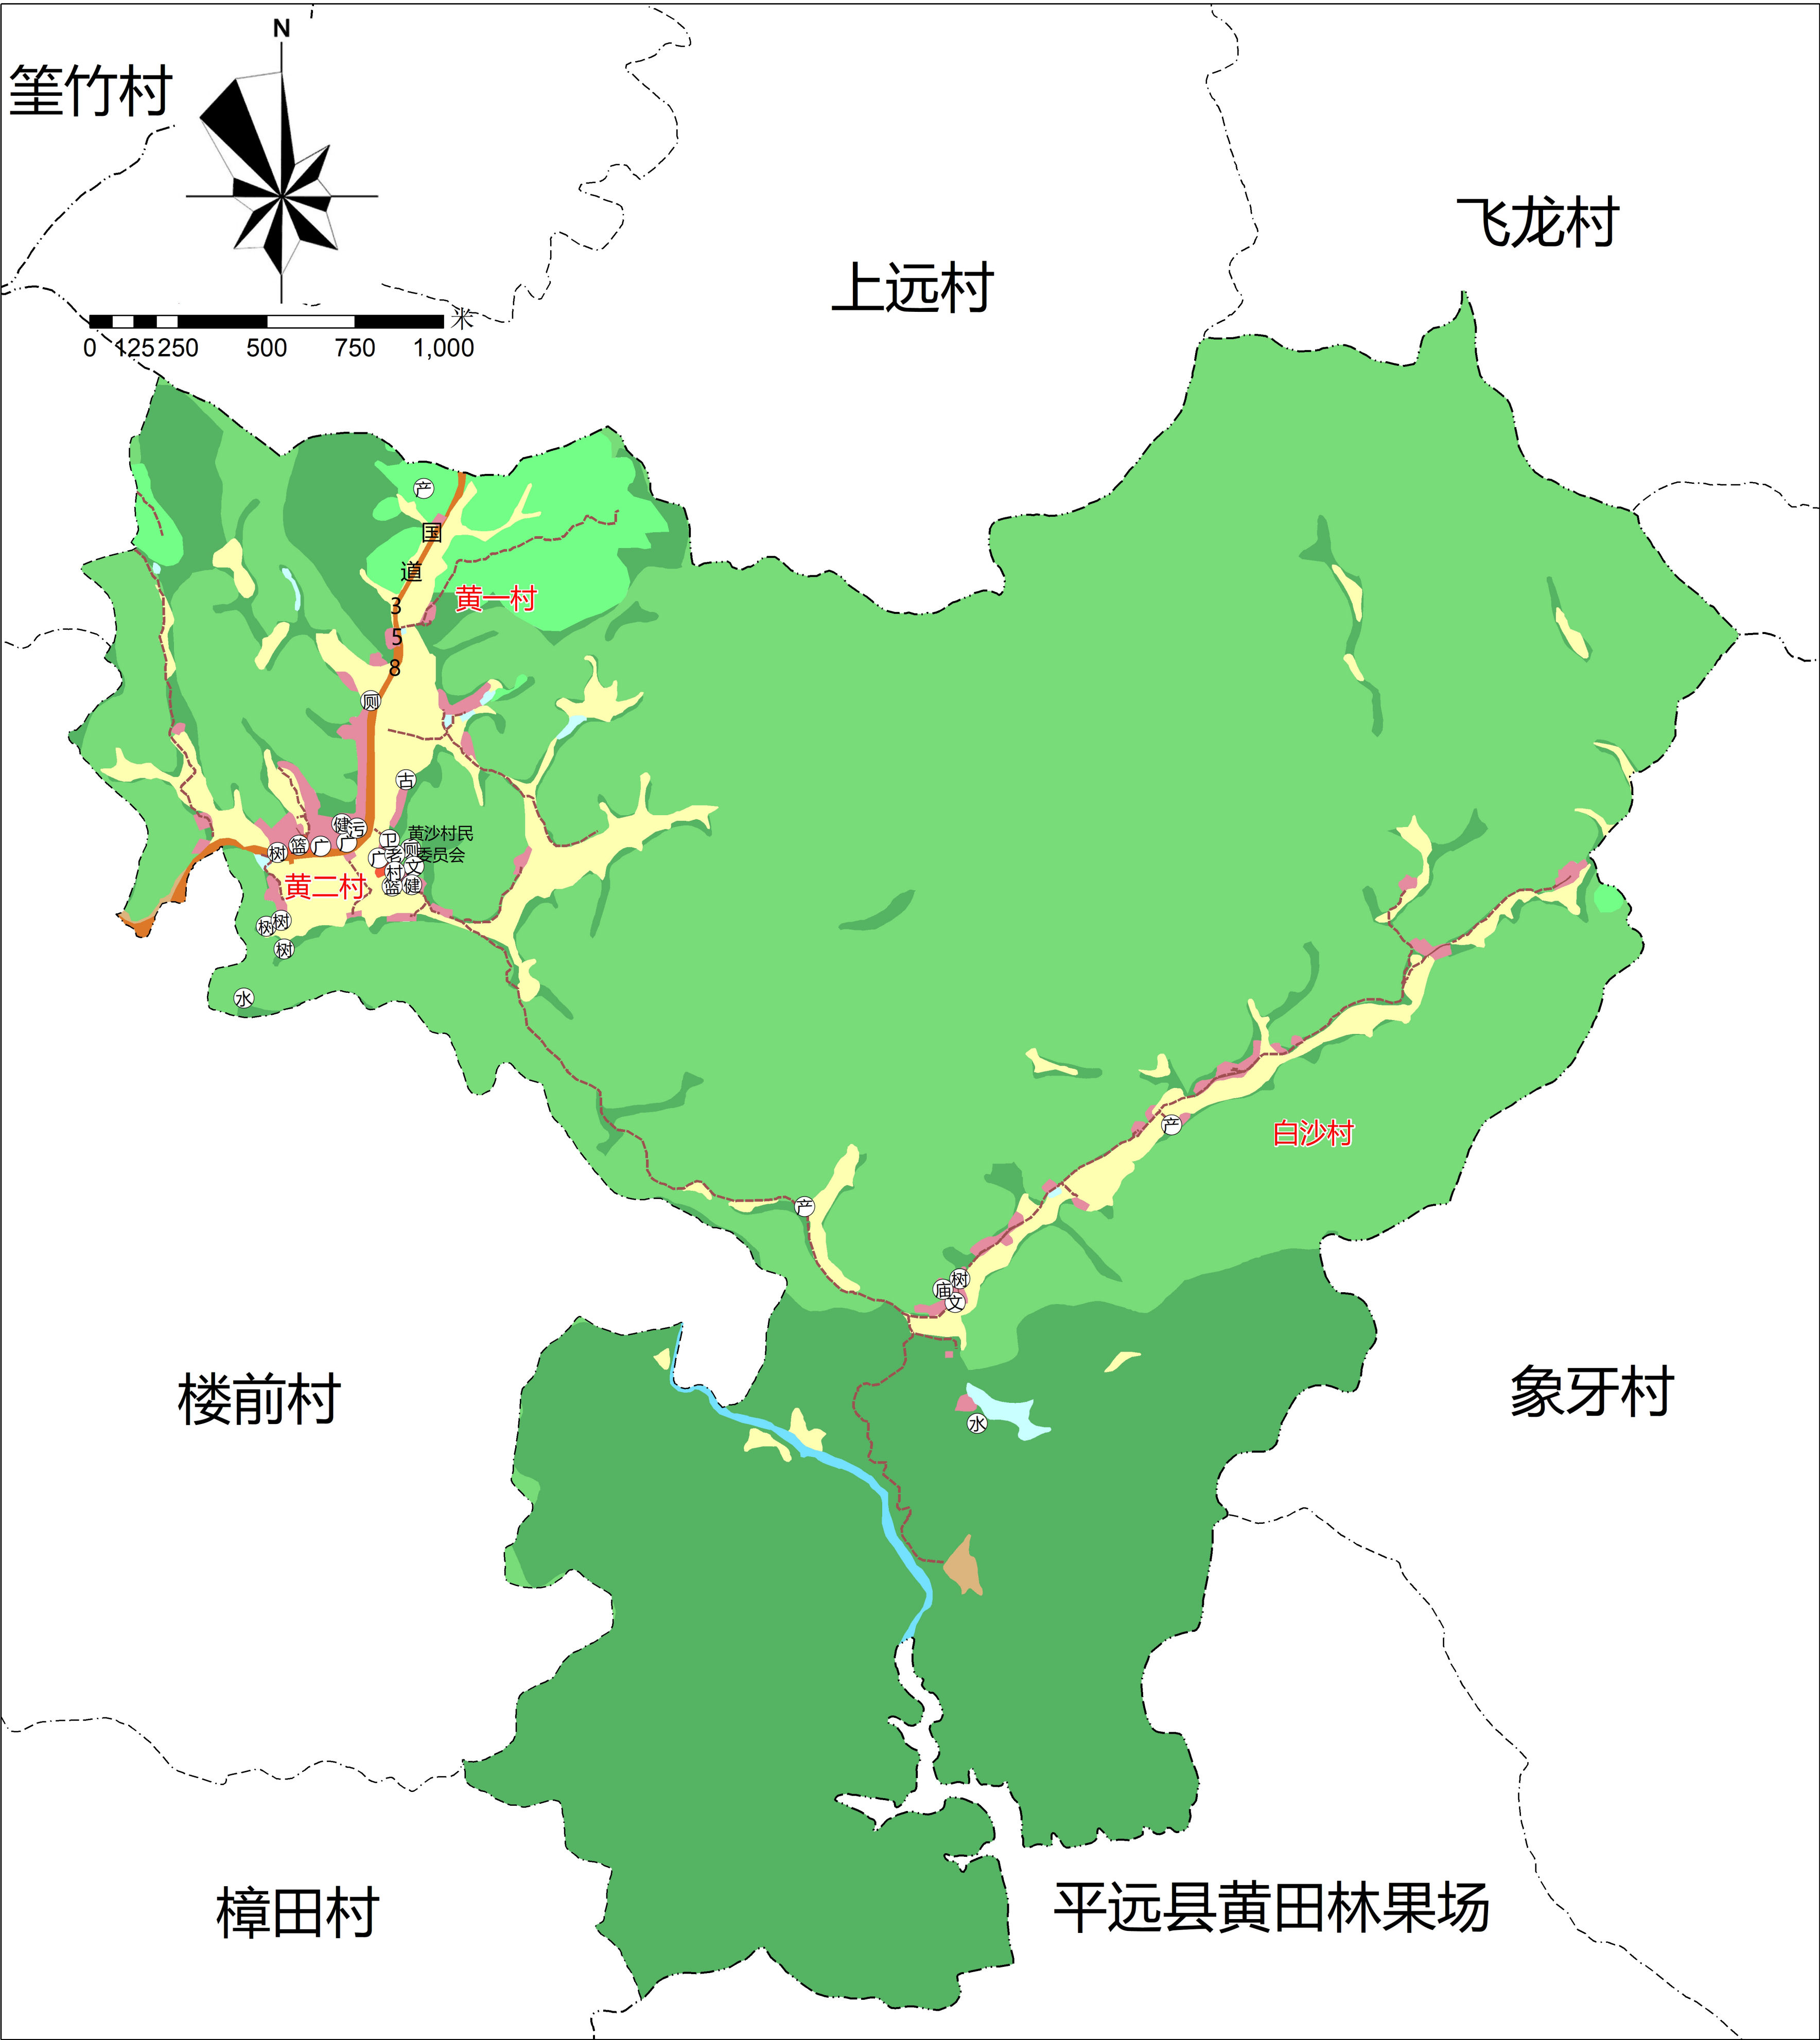 N
筀竹村
飞龙村
上远村
米
0 125 250 500 750 1,000
产
国
道
3
5
8
黄一村
厕
古
健
污
广
卫
黄沙村民
委员会
树
篮
广
广
老
厕
文
村
篮
健
黄二村
树
树
树
水
产
白沙村
产
树
庙
文
水
楼前村
象牙村
樟田村
平远县黄田林果场